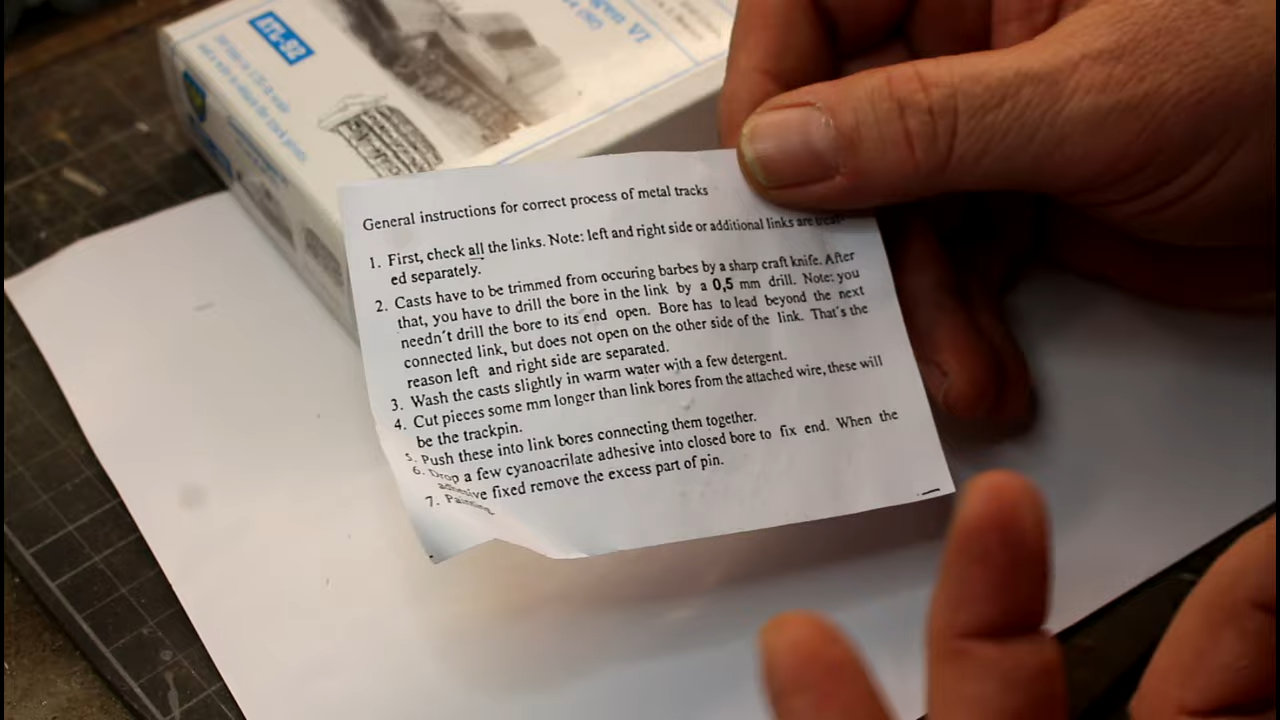 ATL-92
General instructions for correct process of metal tracks
1. First, check all the links. Note: left and right side or additional links are treat-
ed separately.
2. Casts have to be trimmed from occuring barbes by a sharp craft knife. After
that, you have to drill the bore in the link by a 0,5 mm drill. Note: you
needn´t drill the bore to its end open. Bore has to lead beyond the next
connected link, but does not open on the other side of the link. That´s the
reason left and right side are separated.
3. Wash the casts slightly in warm water with a few detergent.
4. Cut pieces some mm longer than link bores from the attached wire, these will
be the trackpin.
5. Push these into link bores connecting them together.
6. Drop a few cyanoacrilate adhesive into closed bore to fix end. When the
adhesive fixed remove the excess part of pin.
7. Painting.